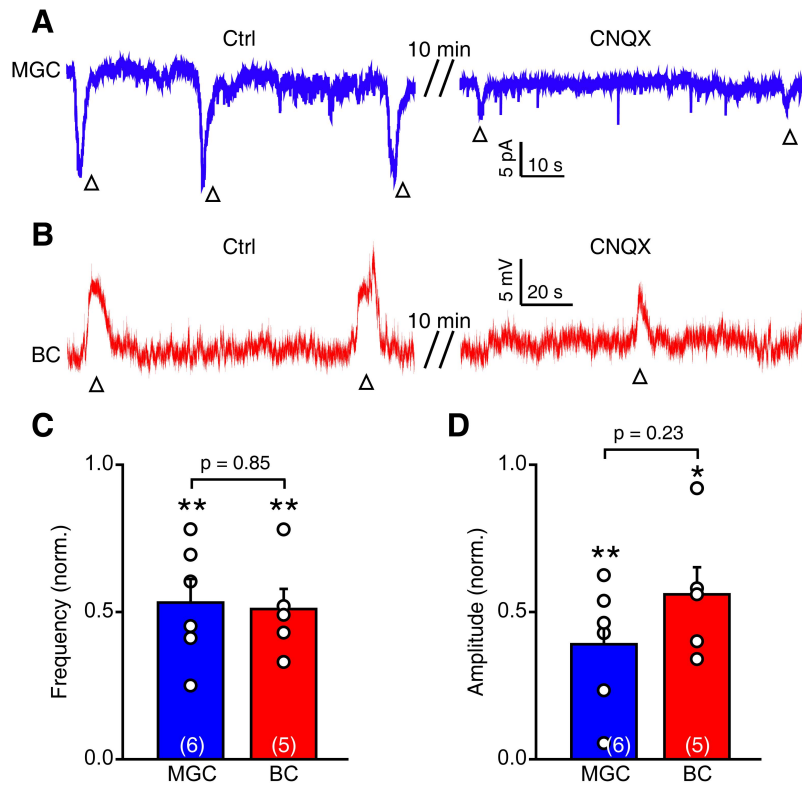 A
Ctrl
CNQX
10 min
MGC
5 pA
10 s
B
Ctrl
CNQX
5 mV
20 s
10 min
BC
C
D
p = 0.85
p = 0.23
1.0
**
**
1.0
*
**
Frequency (norm.)
0.5
Amplitude (norm.)
0.5
0.0
(6)
(5)
0.0
(6)
(5)
MGC
BC
MGC
BC